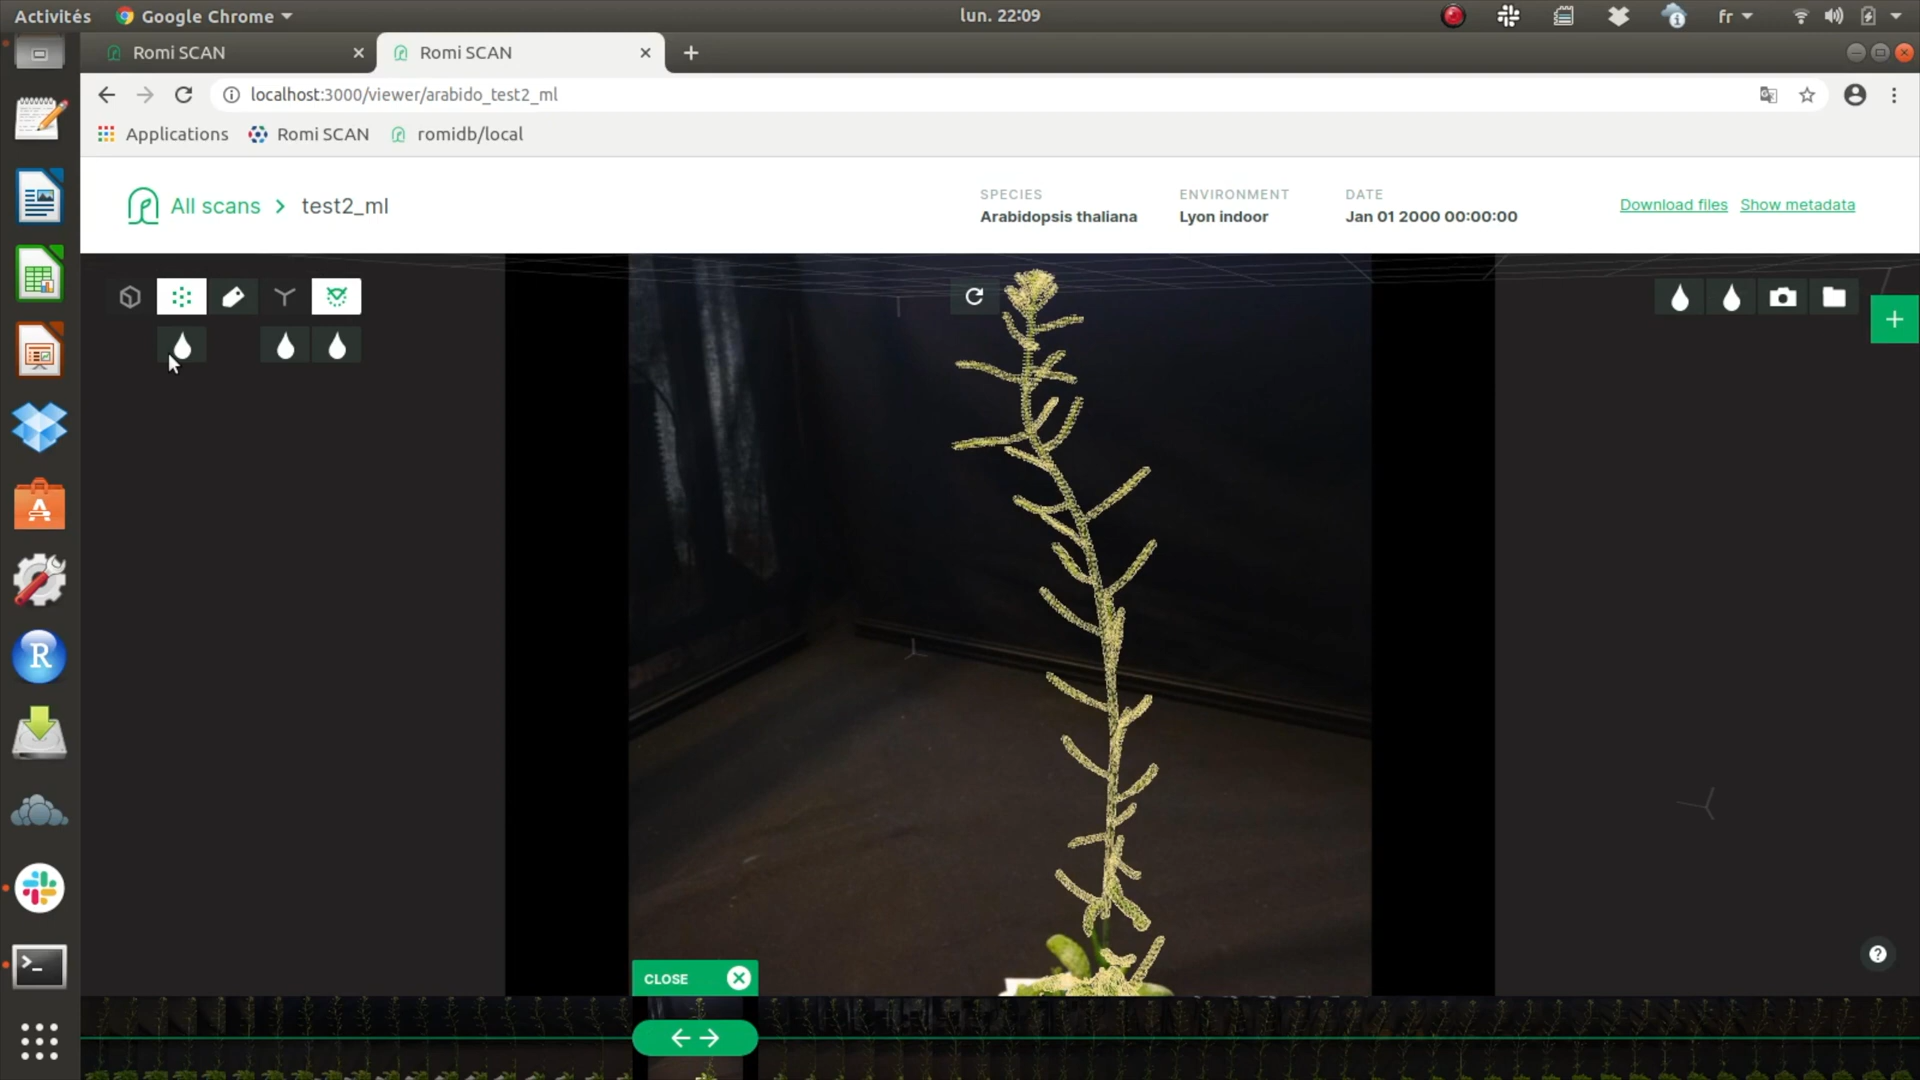 Activités
Google Chrome
lun. 22:09
fr
Romi SCAN
Romi SCAN
localhost:3000/viewer/arabido_test2_ml
Applications
Romi SCAN
romidb/local
All scans > test2_ml
SPECIES
Arabidopsis thaliana
ENVIRONMENT
Lyon indoor
DATE
Jan 01 2000 00:00:00
Download files
Show metadata
R
CLOSE